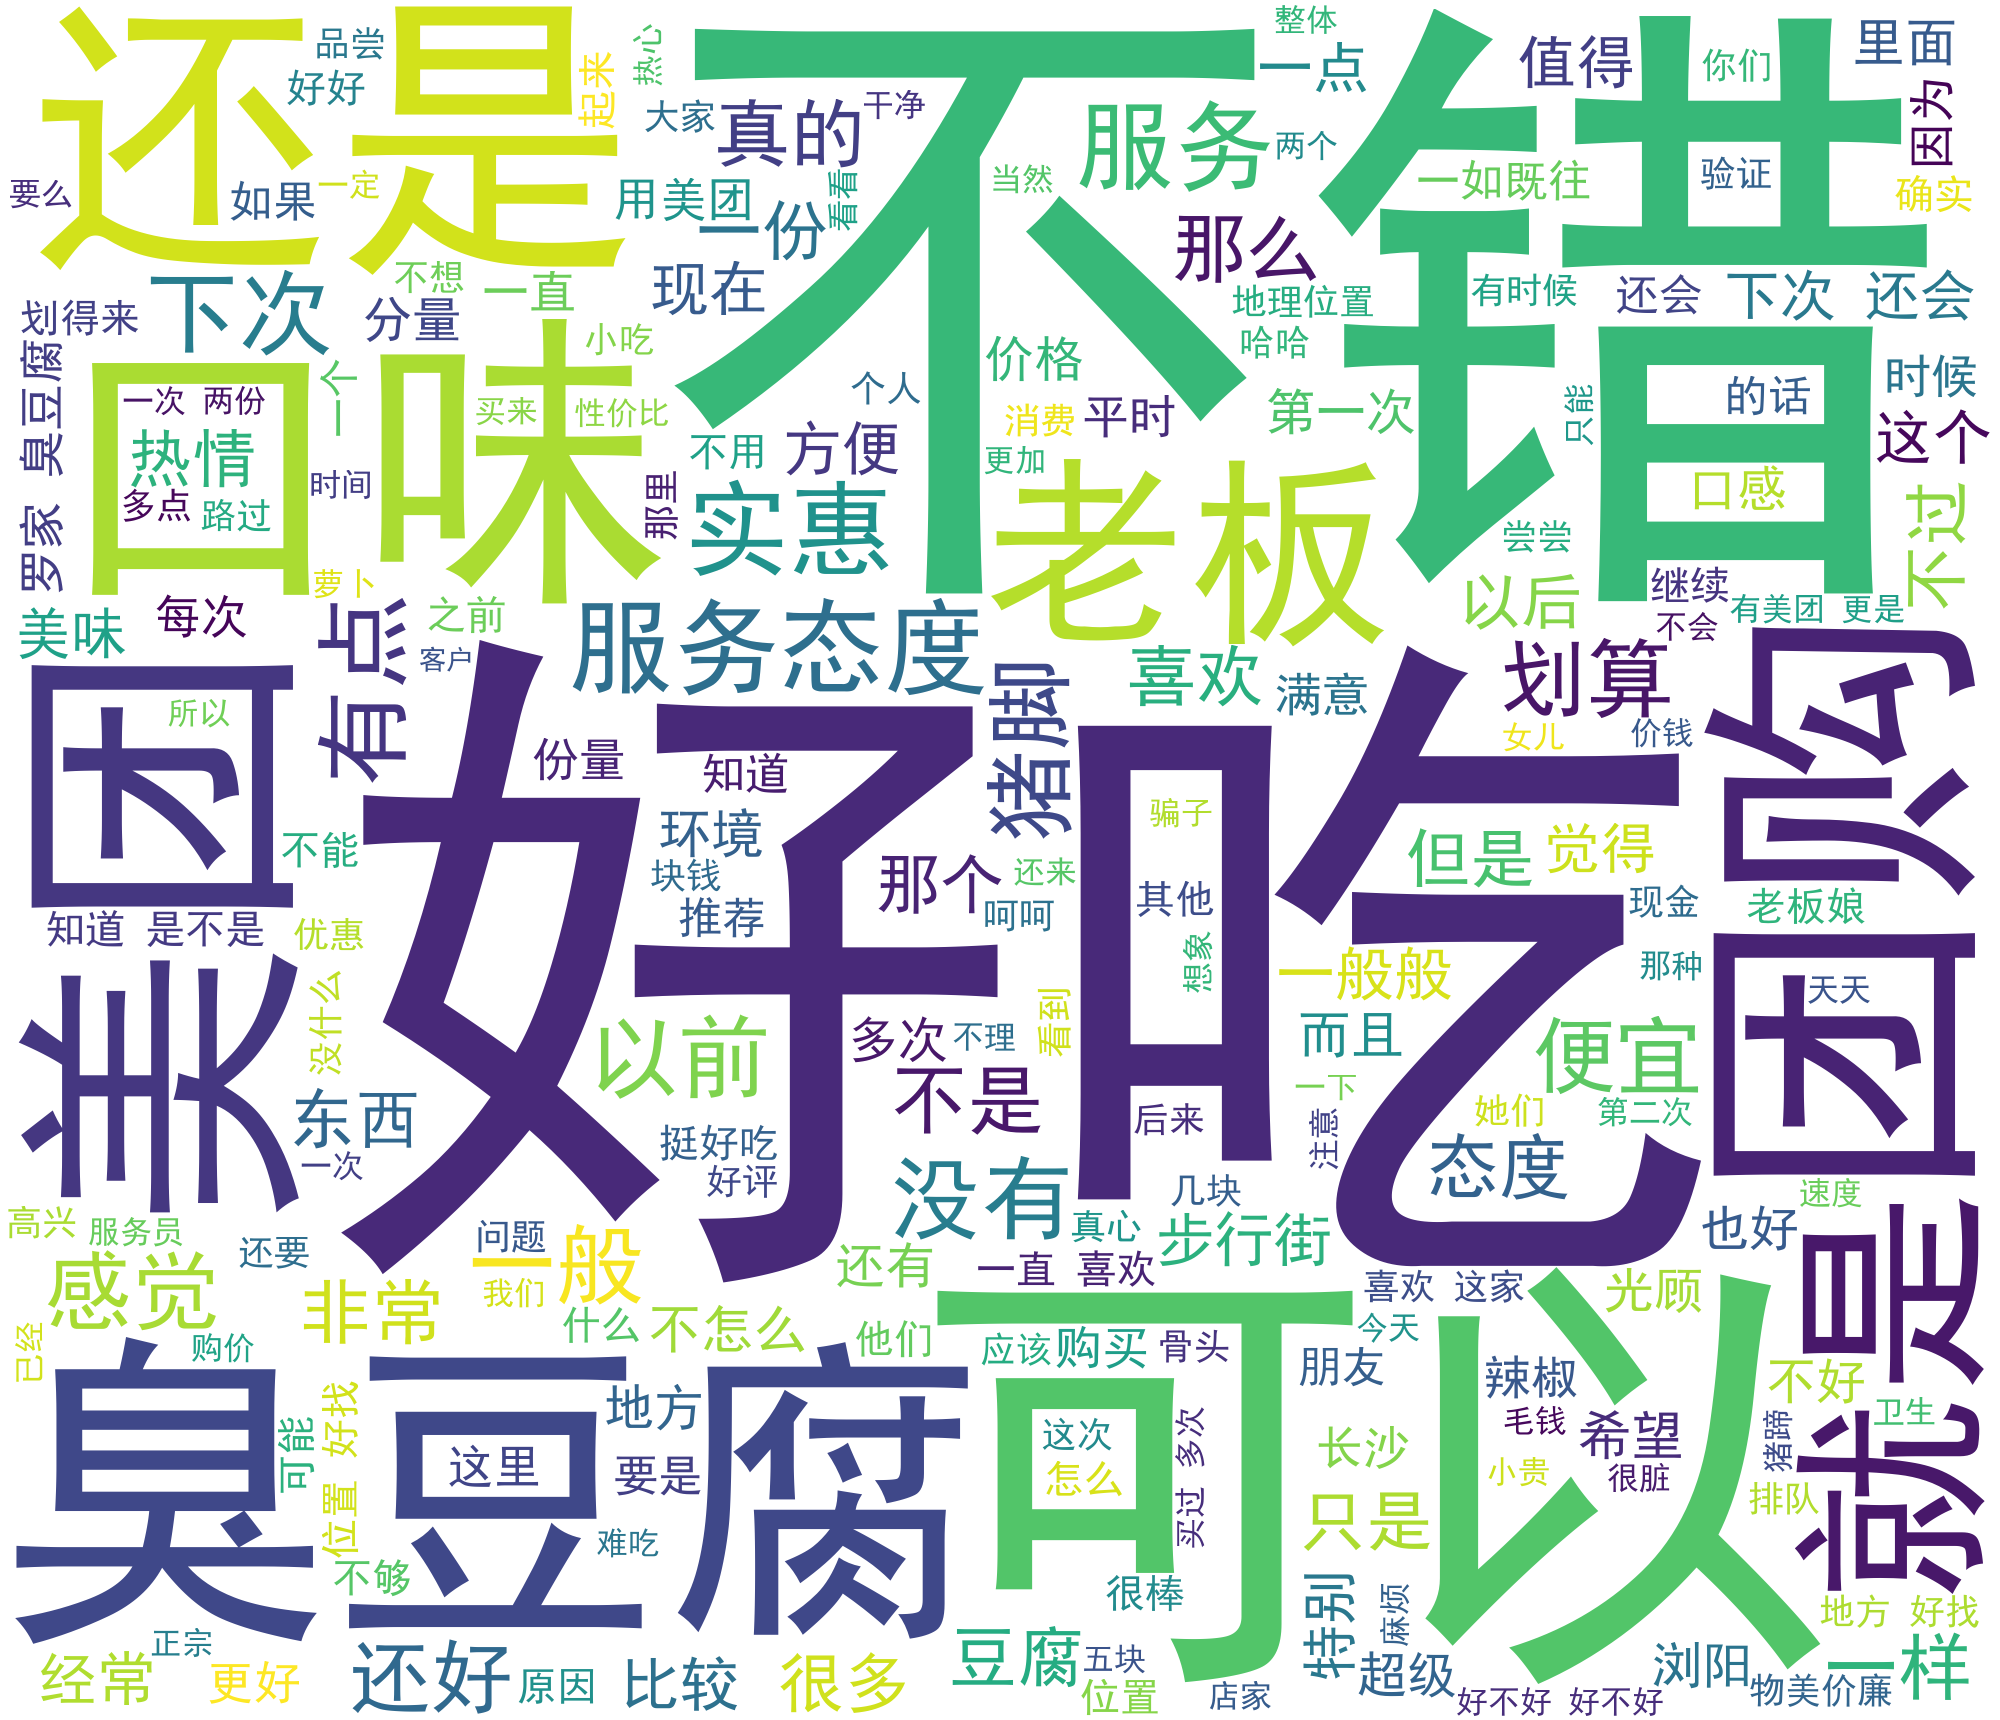 还是
不错
好吃
可以
臭豆腐
口味
老板
美团
团购
就是
品尝
好好
热心
起来
整体
一点
值得
你们
里面
因为
大家
真的
干净
服务
两个
要么
如果
一定
用美团
一份
看看
当然
一如既往
验证
确实
那么
下次
划得来
分量
不想
一直
现在
地理位置
有时候
还会 下次
还会
哈哈
小吃
价格
个人
时候
罗家 臭豆腐
一次 两份
一个
买来
性价比
消费
平时
第一次
只能
的话
这个
热情
不用
方便
更加
口感
多点
路过
时间
那里
实惠
尝尝
不过
萝卜
美味
每次
之前
以后
继续
有美团 更是
不会
有点
客户
服务态度
喜欢
满意
划算
女儿
价钱
所以
份量
知道
猪脚
骗子
环境
但是
觉得
不能
块钱
那个
还来
其他
现金
老板娘
知道 是不是
优惠
推荐
呵呵
想象
一般般
那种
天天
没什么
以前
多次
不理
看到
而且
便宜
东西
不是
后来
一下
她们
第二次
一次
挺好吃
好评
注意
态度
没有
几块
速度
高兴
服务员
还要
问题
一般
真心
步行街
也好
感觉
非常
我们
还有
一直 喜欢
喜欢 这家
光顾
已经
购价
什么
不怎么
他们
应该
购买
骨头
今天
朋友
辣椒
不好
可能
位置 好找
地方
这里
要是
这次
怎么
买过 多次
长沙
毛钱
希望
卫生
小贵
很脏
猪蹄
排队
只是
难吃
不够
很棒
特别
麻烦
地方 好找
正宗
经常
更好
还好
原因
比较
很多
豆腐
五块
位置
店家
超级
好不好 好不好
浏阳
物美价廉
一样